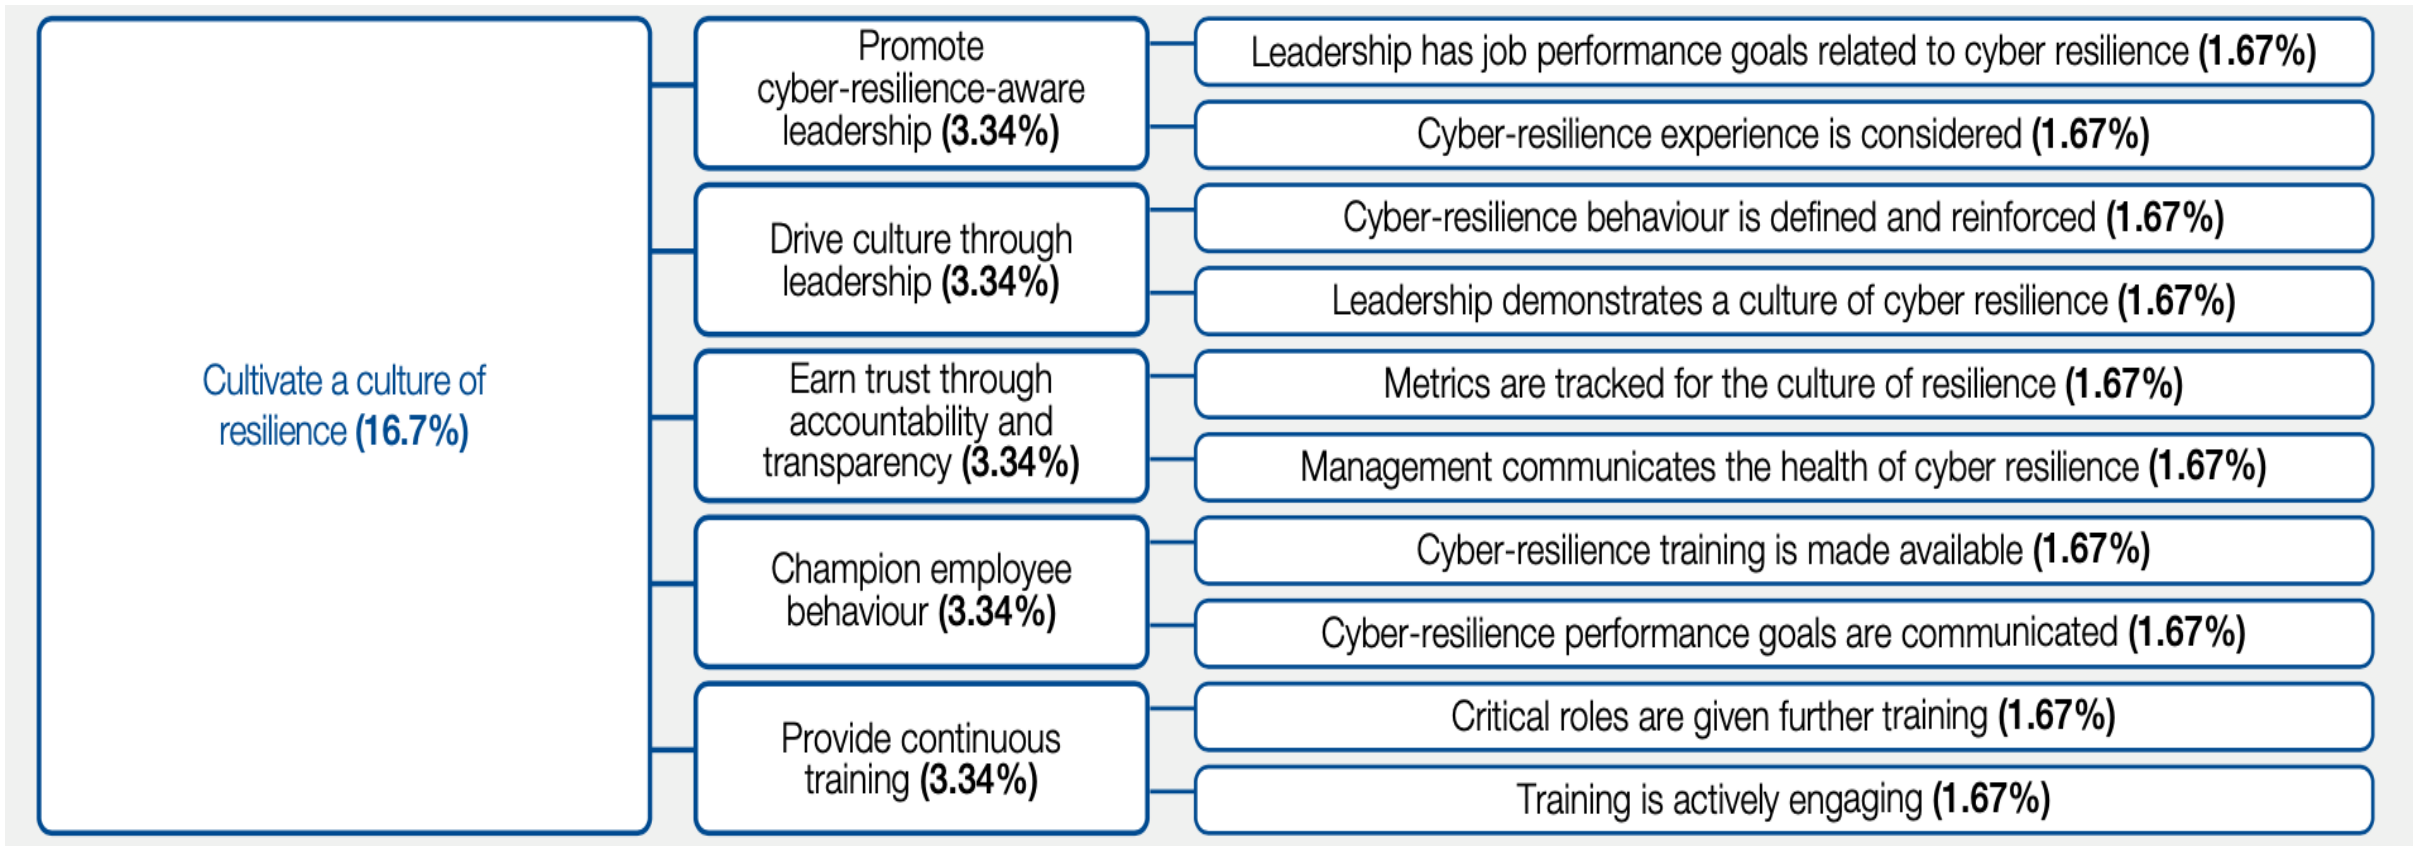 Cultivate a culture of
resilience (16.7%)
Promote
cyber-resilience-aware
leadership (3.34%)
Leadership has job performance goals related to cyber resilience (1.67%)
Cyber-resilience experience is considered (1.67%)
Drive culture through
leadership (3.34%)
Cyber-resilience behaviour is defined and reinforced (1.67%)
Leadership demonstrates a culture of cyber resilience (1.67%)
Earn trust through
accountability and
transparency (3.34%)
Metrics are tracked for the culture of resilience (1.67%)
Management communicates the health of cyber resilience (1.67%)
Champion employee
behaviour (3.34%)
Cyber-resilience training is made available (1.67%)
Cyber-resilience performance goals are communicated (1.67%)
Provide continuous
training (3.34%)
Critical roles are given further training (1.67%)
Training is actively engaging (1.67%)